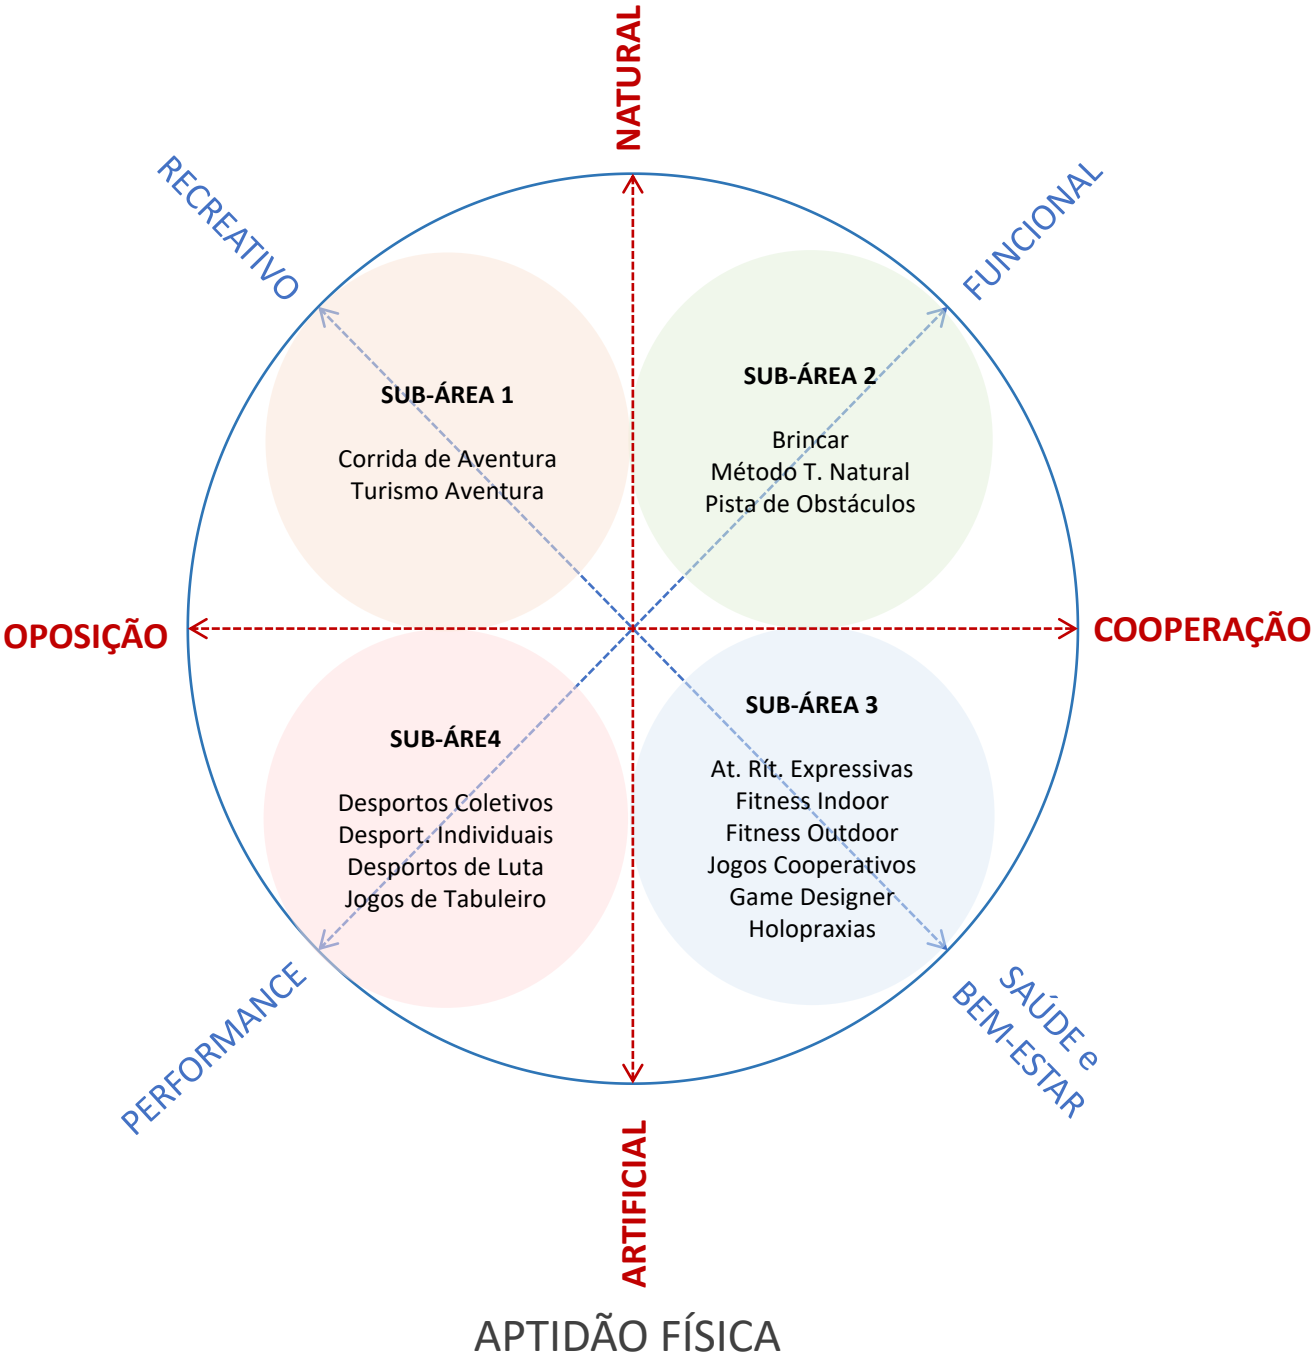 NATURAL
RECREATIVO
FUNCIONAL
SUB-ÁREA 1
Corrida de Aventura
Turismo Aventura
SUB-ÁREA 2
Brincar
Método T. Natural
Pista de Obstáculos
OPOSIÇÃO
COOPERAÇÃO
SUB-ÁRE4
Desportos Coletivos
Desport. Individuais
Desportos de Luta
Jogos de Tabuleiro
SUB-ÁREA 3
At. Rít. Expressivas
Fitness Indoor
Fitness Outdoor
Jogos Cooperativos
Game Designer
Holopraxias
PERFORMANCE
SAÚDE e
BEM-ESTAR
ARTIFICIAL
APTIDÃO FÍSICA